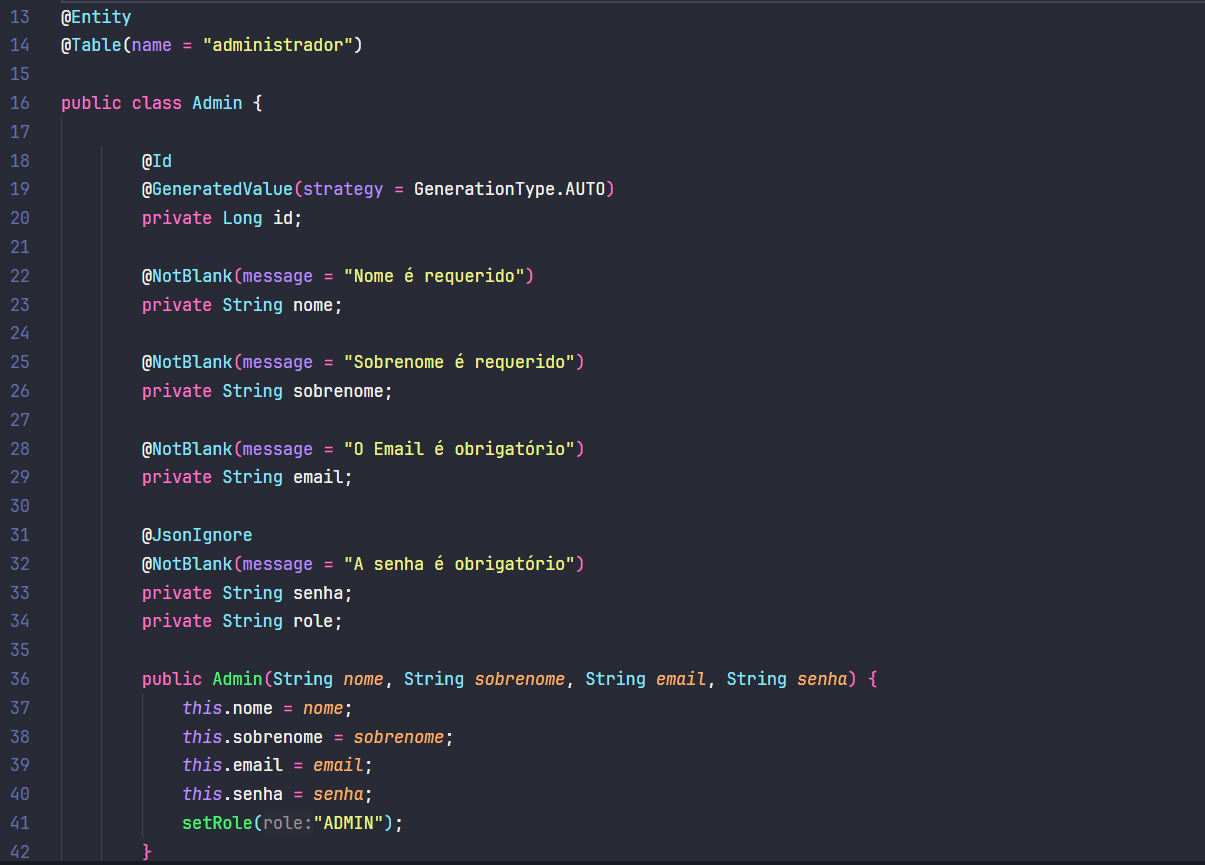 13 @Entity
14 @Table(name = "administrador")
15
16 public class Admin {
17
18 @Id
19 @GeneratedValue(strategy = GenerationType.AUTO)
20 private Long id;
21
22 @NotBlank(message = "Nome é requerido")
23 private String nome;
24
25 @NotBlank(message = "Sobrenome é requerido")
26 private String sobrenome;
27
28 @NotBlank(message = "O Email é obrigatório")
29 private String email;
30
31 @JsonIgnore
32 @NotBlank(message = "A senha é obrigatório")
33 private String senha;
34 private String role;
35
36 public Admin(String nome, String sobrenome, String email, String senha) {
37 this.nome = nome;
38 this.sobrenome = sobrenome;
39 this.email = email;
40 this.senha = senha;
41 setRole(role:"ADMIN");
42 }